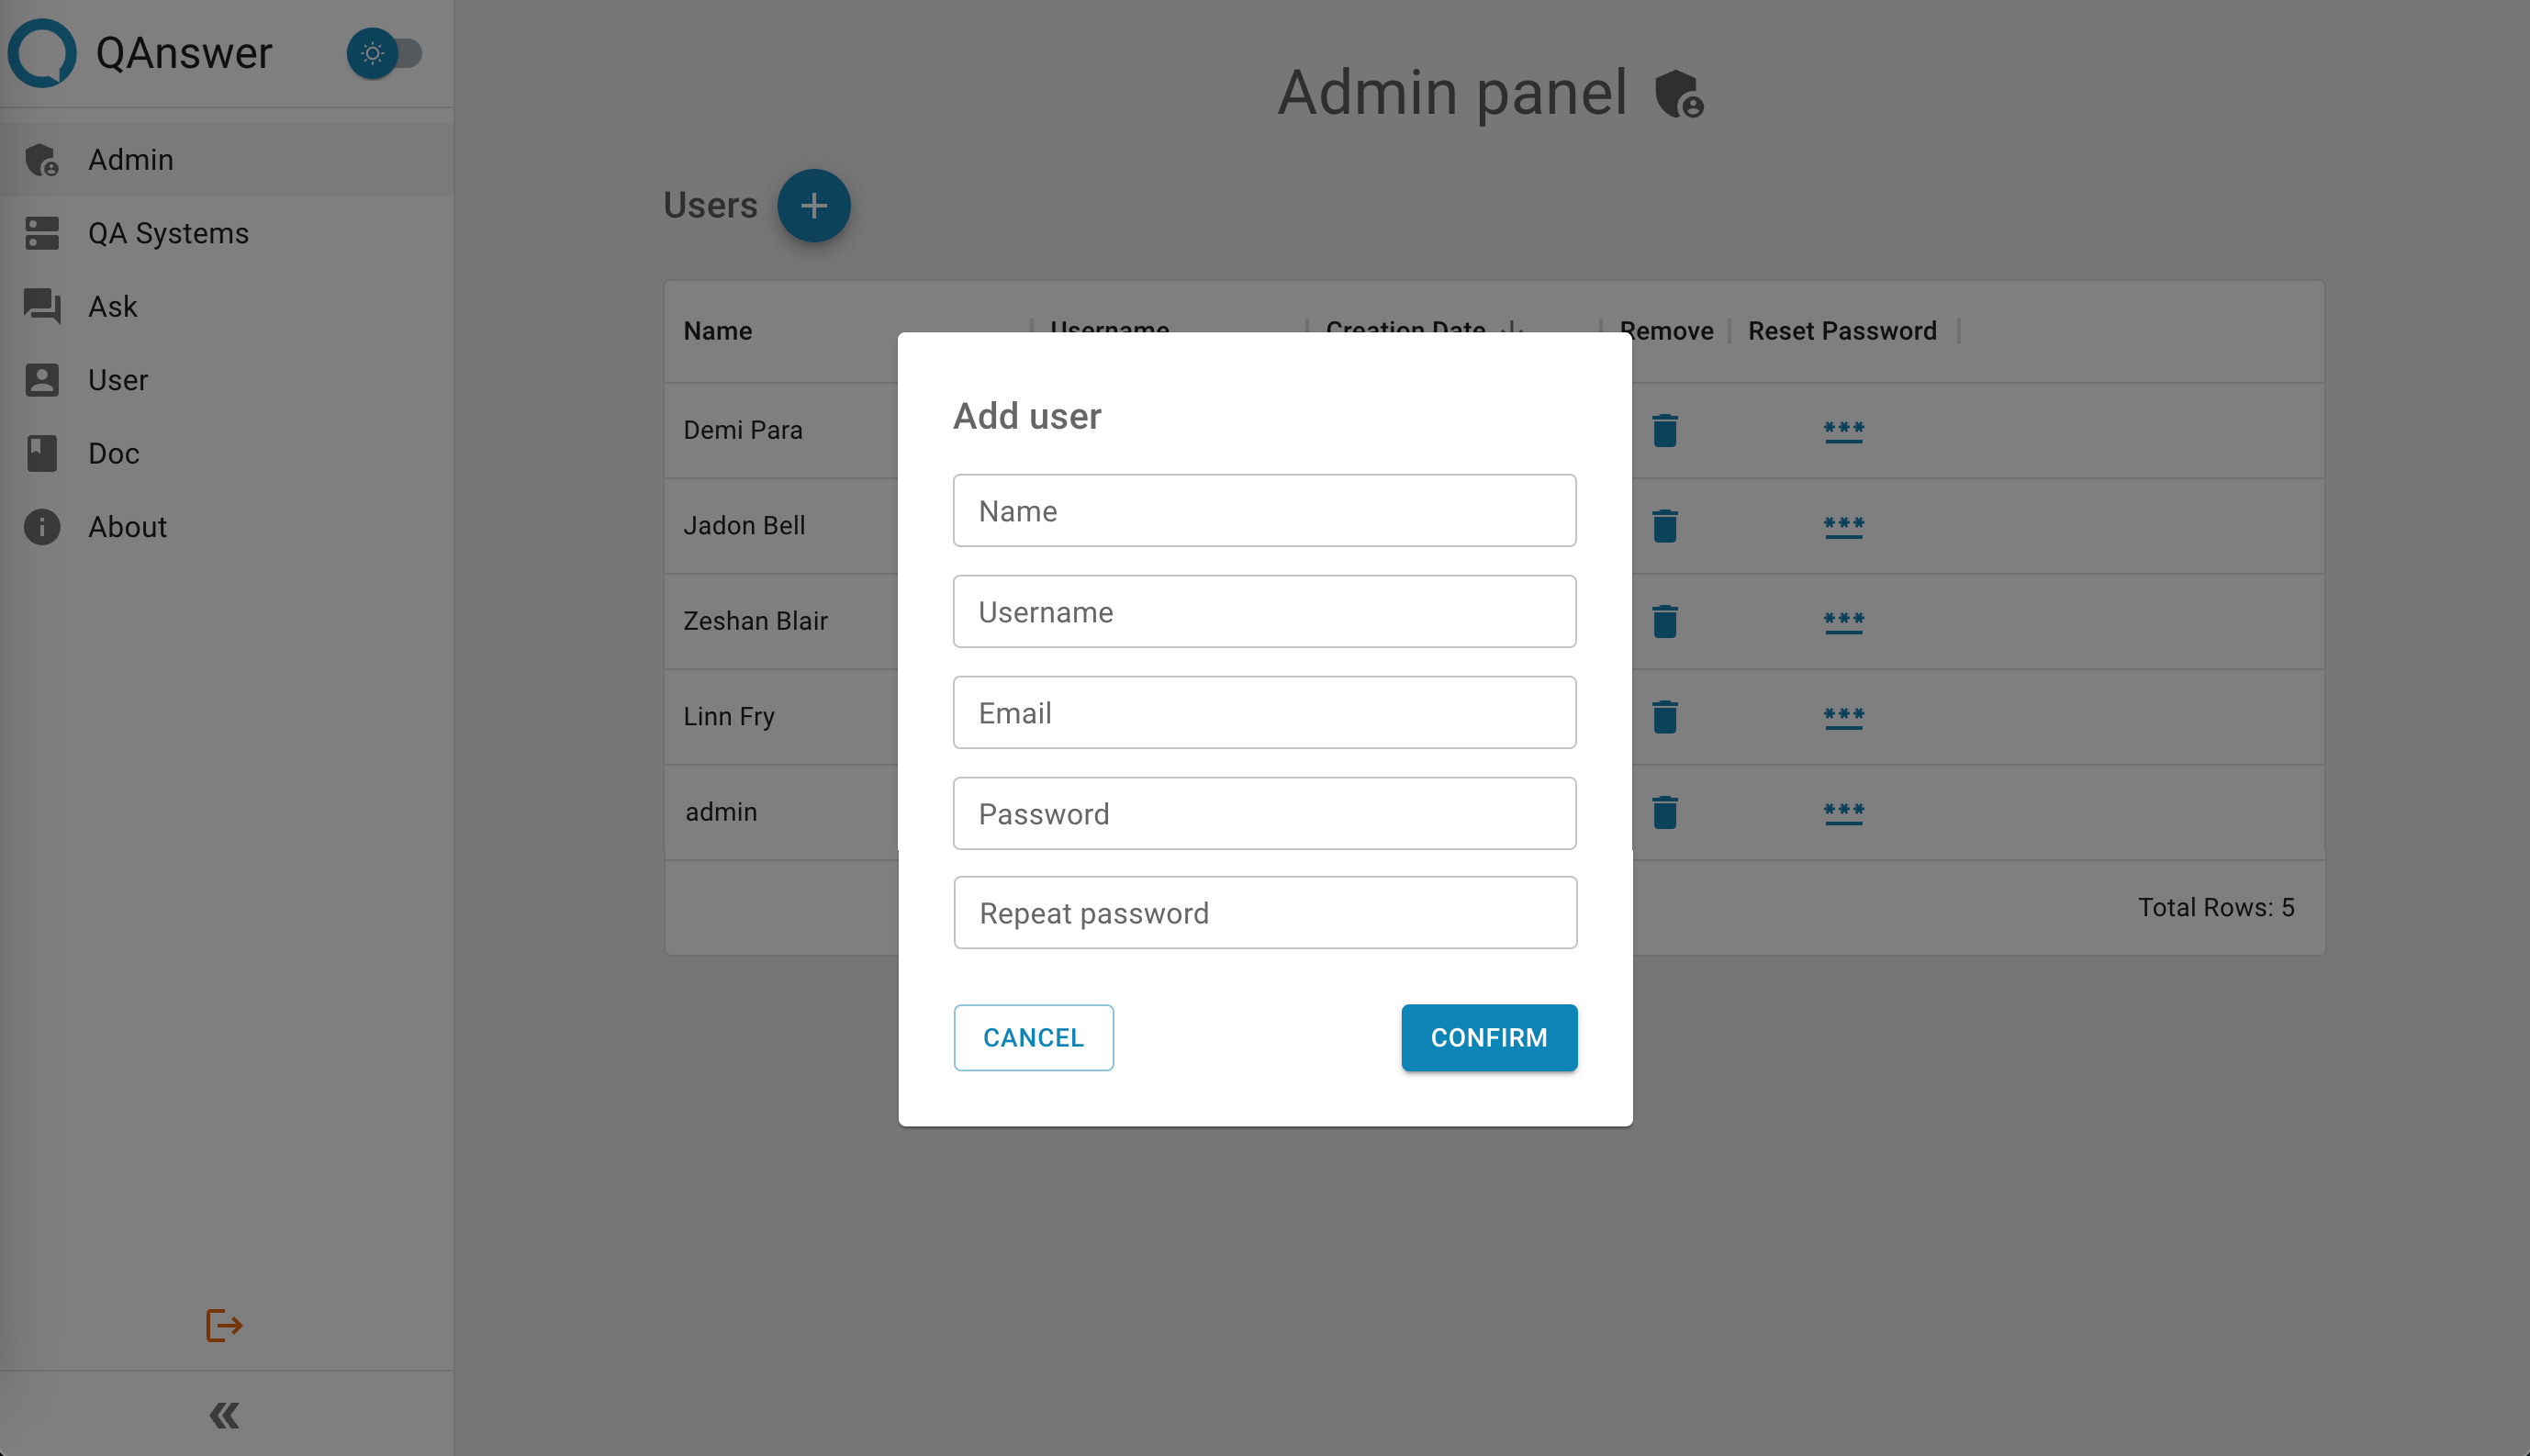 QAnswer
Admin
QA Systems
Ask
User
Doc
About
Admin panel
Users
Name Username Creation Date Remove Reset Password
Demi Para
Jadon Bell
Zeshan Blair
Linn Fry
admin
Total Rows: 5
Add user
Name
Username
Email
Password
Repeat password
CANCEL CONFIRM